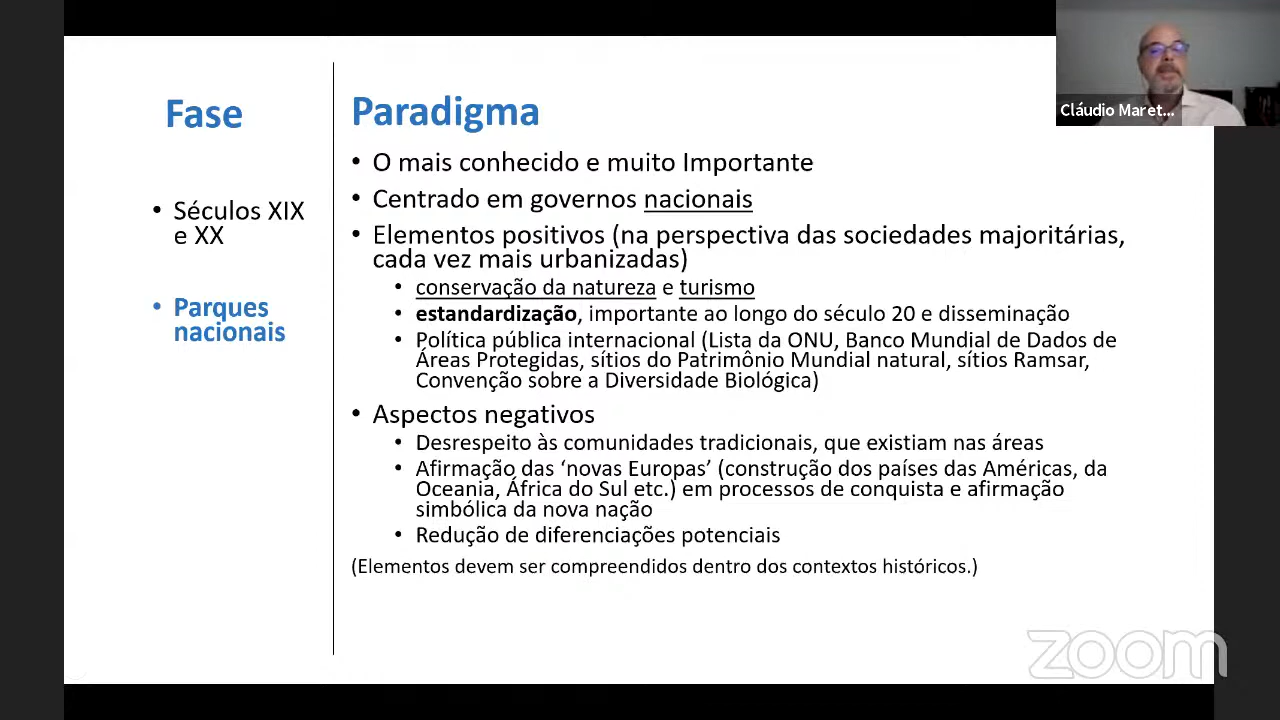 Fase
• Séculos XIX
e XX
• Parques
nacionais
Paradigma
• O mais conhecido e muito Importante
• Centrado em governos nacionais
• Elementos positivos (na perspectiva das sociedades majoritárias,
cada vez mais urbanizadas)
• conservação da natureza e turismo
• estandardização, importante ao longo do século 20 e disseminação
• Política pública internacional (Lista da ONU, Banco Mundial de Dados de
Áreas Protegidas, sítios do Patrimônio Mundial natural, sítios Ramsar,
Convenção sobre a Diversidade Biológica)
• Aspectos negativos
• Desrespeito às comunidades tradicionais, que existiam nas áreas
• Afirmação das ‘novas Europas’ (construção dos países das Américas, da
Oceania, África do Sul etc.) em processos de conquista e afirmação
simbólica da nova nação
• Redução de diferenciações potenciais
(Elementos devem ser compreendidos dentro dos contextos históricos.)
Cláudio Maret...
zoom